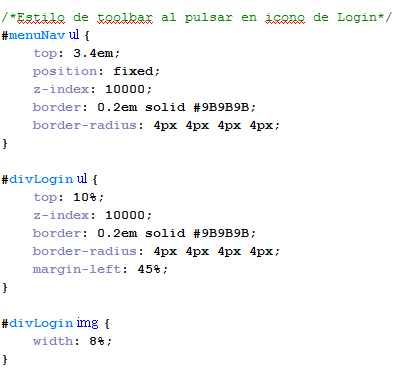 /*Estilo de toolbar al pulsar en icono de Login*/
#menuNav ul {
    top: 3.4em;
    position: fixed;
    z-index: 10000;
    border: 0.2em solid #9B9B9B;
    border-radius: 4px 4px 4px 4px;
}

#divLogin ul {
    top: 10%;
    z-index: 10000;
    border: 0.2em solid #9B9B9B;
    border-radius: 4px 4px 4px 4px;
    margin-left: 45%;
}

#divLogin img {
    width: 8%;
}